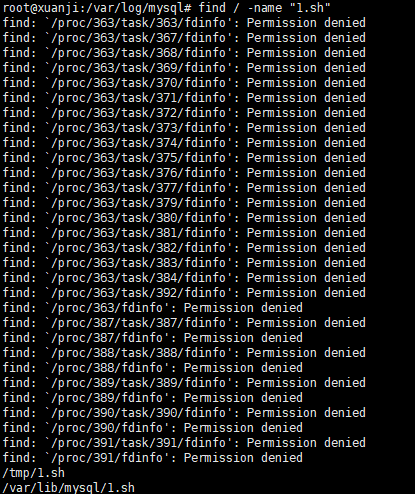 root@xuanji:/var/log/mysql# find / -name "1.sh"
find: `/proc/363/task/363/fdinfo': Permission denied
find: `/proc/363/task/367/fdinfo': Permission denied
find: `/proc/363/task/368/fdinfo': Permission denied
find: `/proc/363/task/369/fdinfo': Permission denied
find: `/proc/363/task/370/fdinfo': Permission denied
find: `/proc/363/task/371/fdinfo': Permission denied
find: `/proc/363/task/372/fdinfo': Permission denied
find: `/proc/363/task/373/fdinfo': Permission denied
find: `/proc/363/task/374/fdinfo': Permission denied
find: `/proc/363/task/375/fdinfo': Permission denied
find: `/proc/363/task/376/fdinfo': Permission denied
find: `/proc/363/task/377/fdinfo': Permission denied
find: `/proc/363/task/379/fdinfo': Permission denied
find: `/proc/363/task/380/fdinfo': Permission denied
find: `/proc/363/task/381/fdinfo': Permission denied
find: `/proc/363/task/382/fdinfo': Permission denied
find: `/proc/363/task/383/fdinfo': Permission denied
find: `/proc/363/task/384/fdinfo': Permission denied
find: `/proc/363/task/392/fdinfo': Permission denied
find: `/proc/363/fdinfo': Permission denied
find: `/proc/387/task/387/fdinfo': Permission denied
find: `/proc/387/fdinfo': Permission denied
find: `/proc/388/task/388/fdinfo': Permission denied
find: `/proc/388/fdinfo': Permission denied
find: `/proc/389/task/389/fdinfo': Permission denied
find: `/proc/389/fdinfo': Permission denied
find: `/proc/390/task/390/fdinfo': Permission denied
find: `/proc/390/fdinfo': Permission denied
find: `/proc/391/task/391/fdinfo': Permission denied
find: `/proc/391/fdinfo': Permission denied
/tmp/1.sh
/var/lib/mysql/1.sh